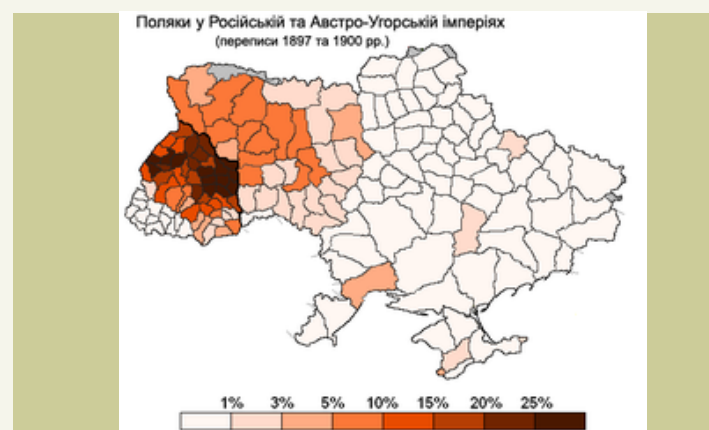 Поляки у Російській та Австро-Угорській імперіях
(переписи 1897 та 1900 рр.)
1% 3% 5% 10% 15% 20% 25%